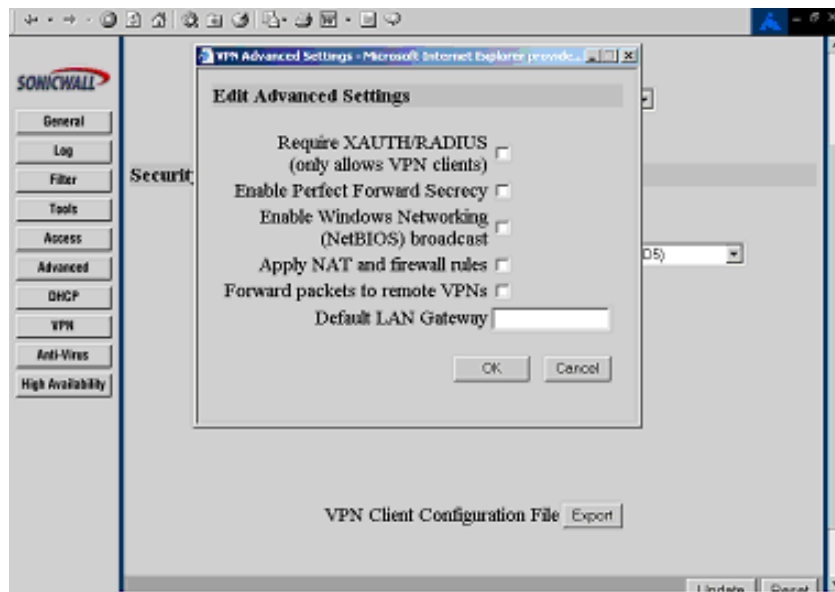 VPN Advanced Settings - Microsoft Internet Explorer provide...
SONICWALL
Edit Advanced Settings
General
Log
Filter
Tools
Access
Advanced
DHCP
VPN
Anti-Virus
High Availability
Require XAUTH/RADIUS
(only allows VPN clients)
Securit
Enable Perfect Forward Secrecy
Enable Windows Networking
(NetBIOS) broadcast
D5)
Apply NAT and firewall rules
Forward packets to remote VPNs
Default LAN Gateway
OK
Cancel
VPN Client Configuration File
Export
Update
Reset